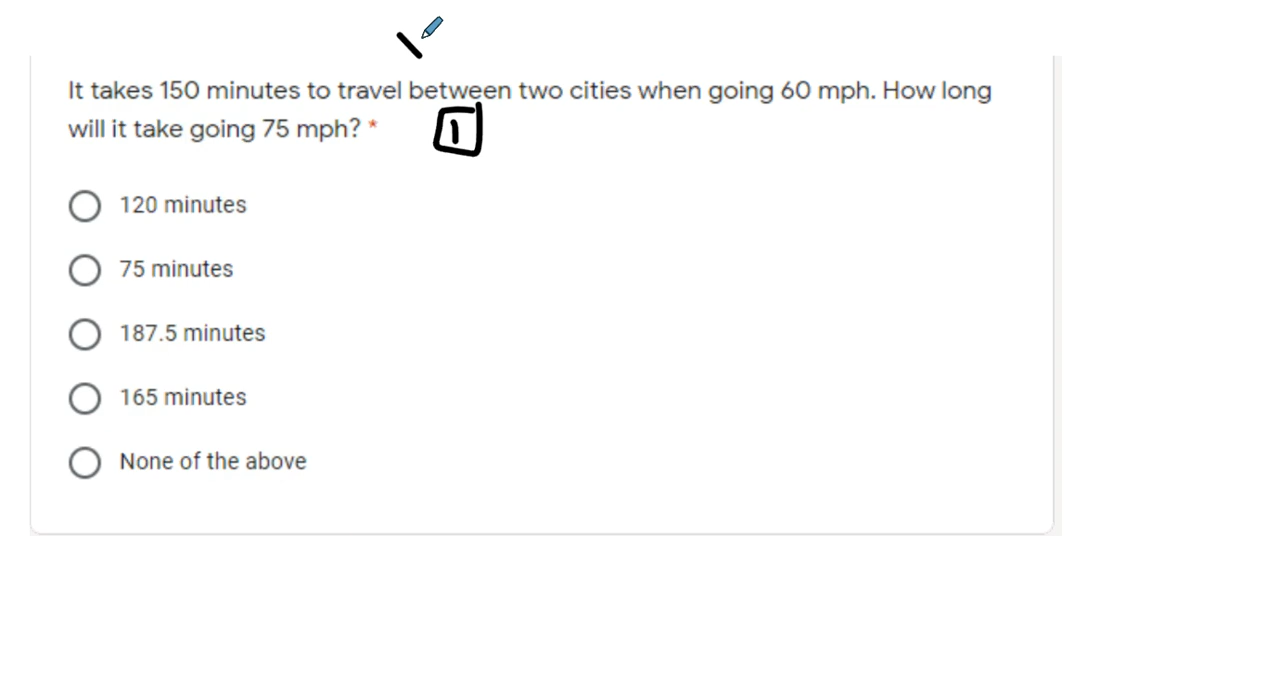 It takes 150 minutes to travel between two cities when going 60 mph. How long
will it take going 75 mph? *
1
120 minutes
75 minutes
187.5 minutes
165 minutes
None of the above